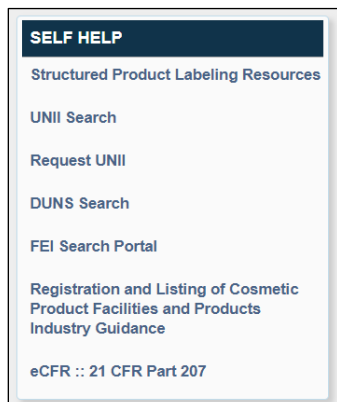 SELF HELP
Structured Product Labeling Resources
UNII Search
Request UNII
DUNS Search
FEI Search Portal
Registration and Listing of Cosmetic
Product Facilities and Products
Industry Guidance
eCFR :: 21 CFR Part 207